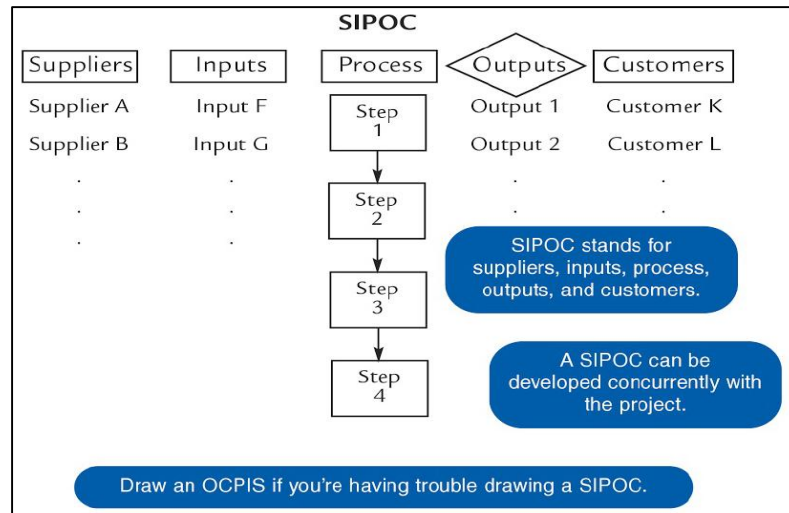 SIPOC
Suppliers Inputs Process Outputs Customers
Supplier A Input F Step 1 Output 1 Customer K
Supplier B Input G Output 2 Customer L
. . . .
Step 2
. . . .
. .
SIPOC stands for
suppliers, inputs, process,
outputs, and customers.
Step 3
A SIPOC can be
developed concurrently with
the project.
Step 4
Draw an OCPIS if you're having trouble drawing a SIPOC.